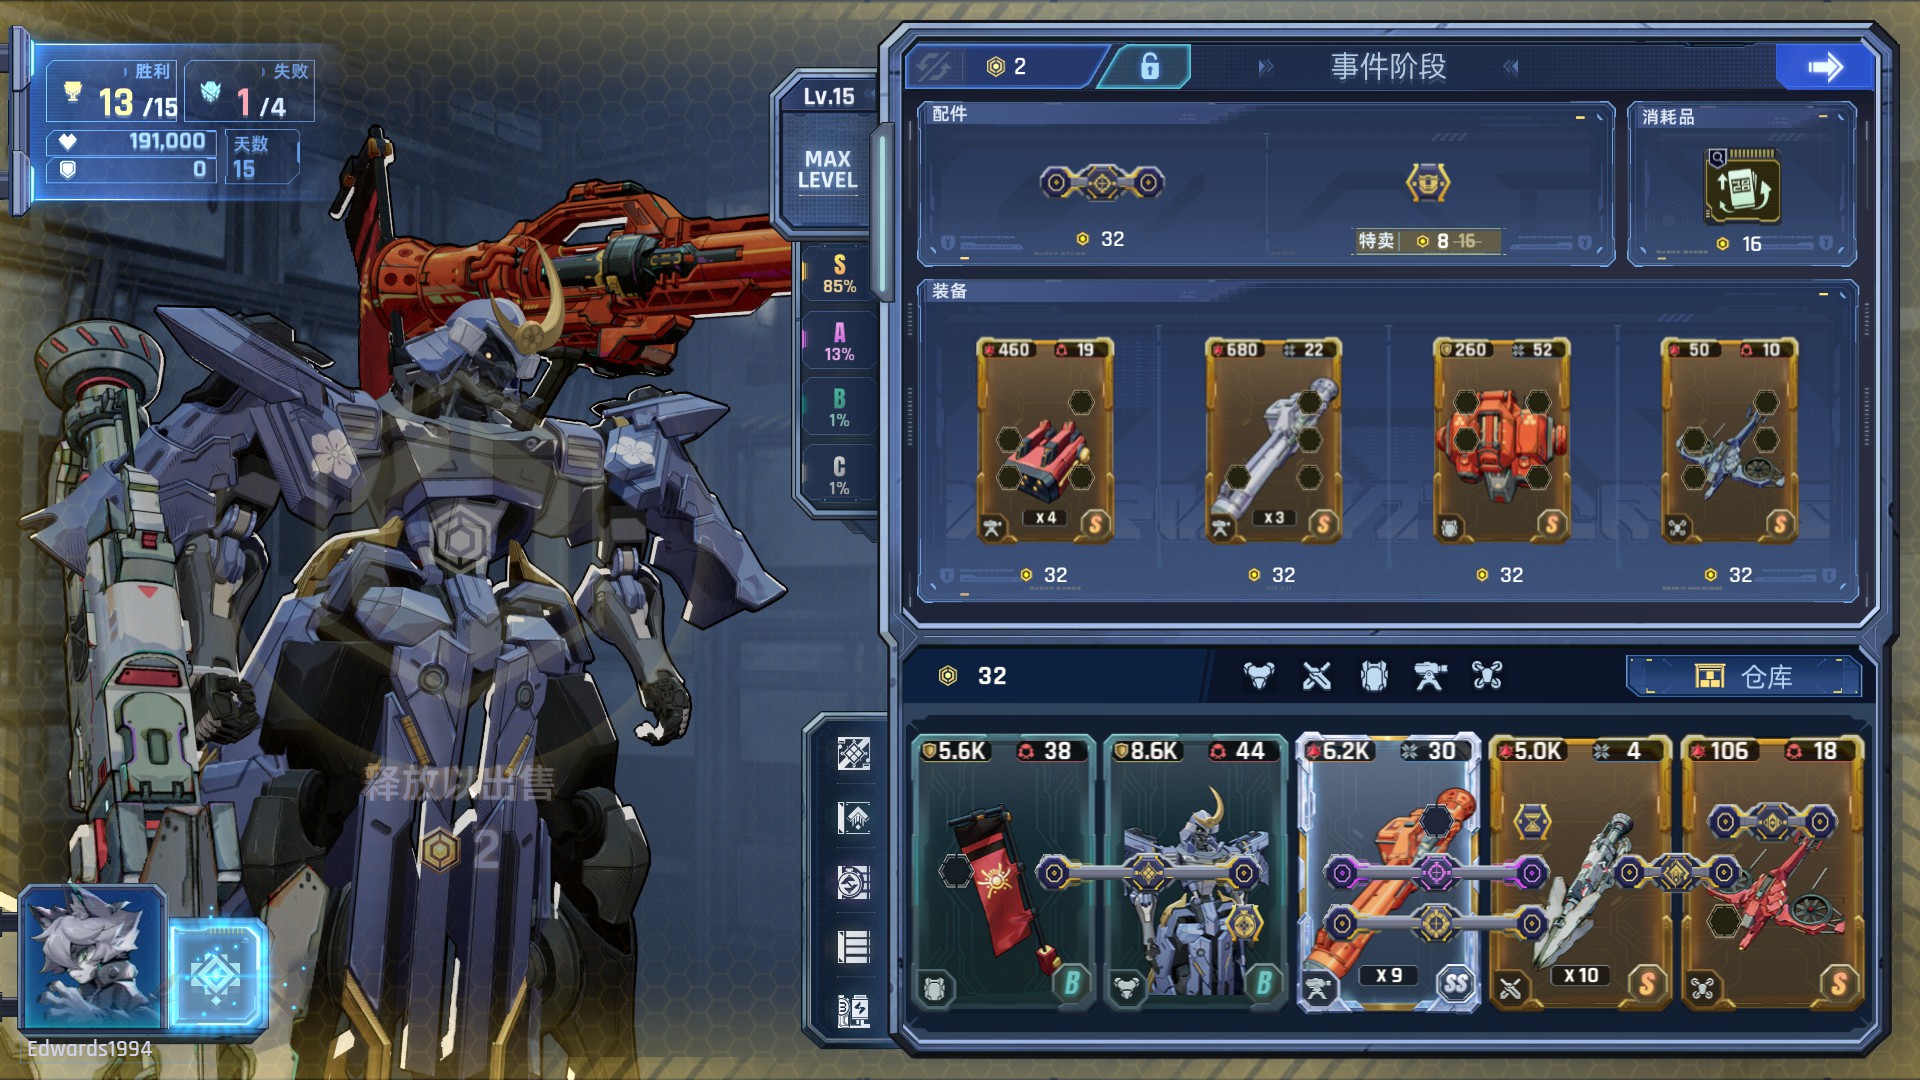 胜利
13 /15
失败
1 /4
191,000
0
天数
15
Lv.15
MAX
LEVEL
S
85%
A
13%
B
1%
C
1%
2
事件阶段
配件
32
特卖
8 16
消耗品
16
装备
460 19
x4
S
32
680 22
x3
S
32
260 52
S
32
50 10
S
32
32
仓库
5.6K 38
B
8.6K 44
B
6.2K 30
x9
SS
5.0K 4
x10
S
106 18
S
释放以出售
2
Edwards1994